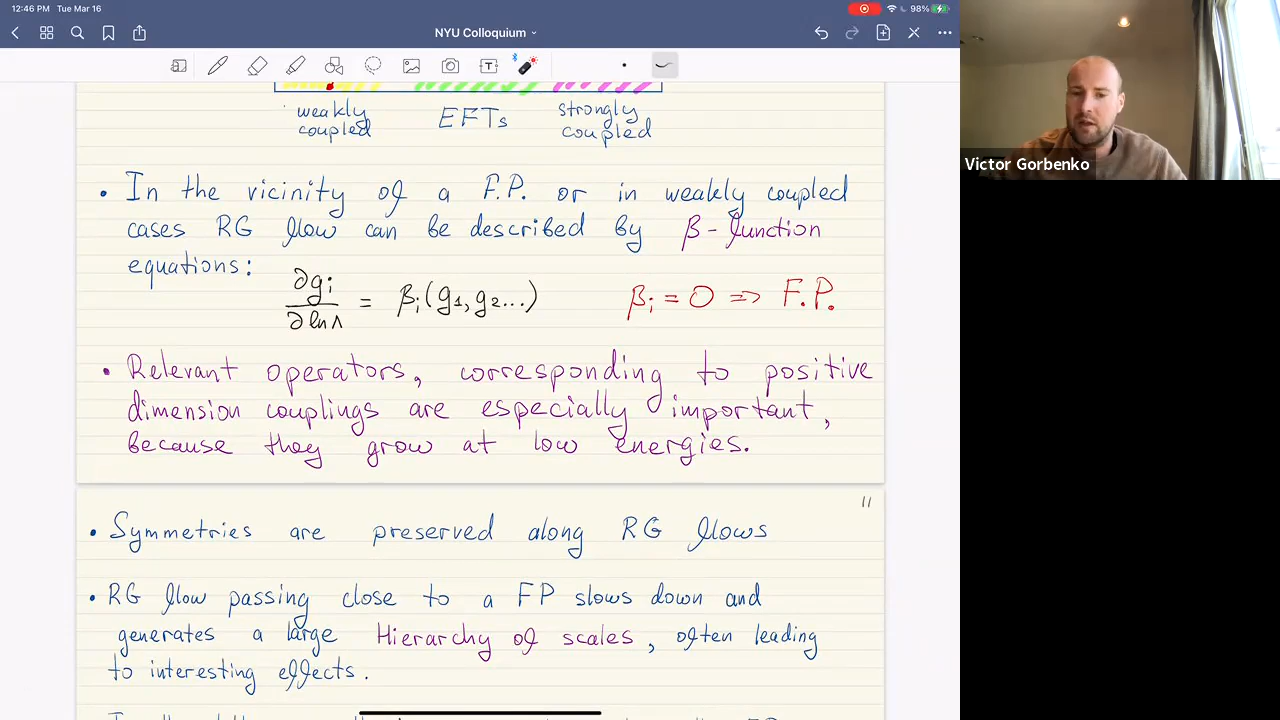 12:46 PM Tue Mar 16
98%
NYU Colloquium
weakly coupled
EFTs
strongly coupled
• In the vicinity of a F.P. or in weakly coupled
cases RG flow can be described by β-function
equations:
∂gi/∂lnΛ = βi(g1, g2...)
βi = 0 => F.P.
• Relevant operators, corresponding to positive
dimension couplings are especially important,
because they grow at low energies.
11
• Symmetries are preserved along RG flows
• RG flow passing close to a FP slows down and
generates a large Hierarchy of scales, often leading
to interesting effects.
Victor Gorbenko